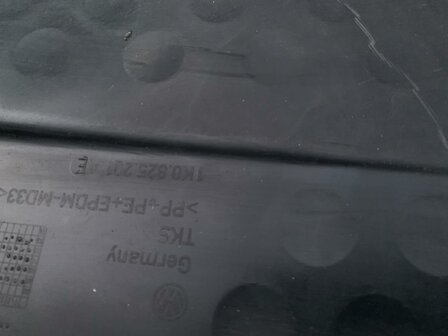 1K0.825.201
>PP+PE+EPDM-MD33<
TKS
Germany